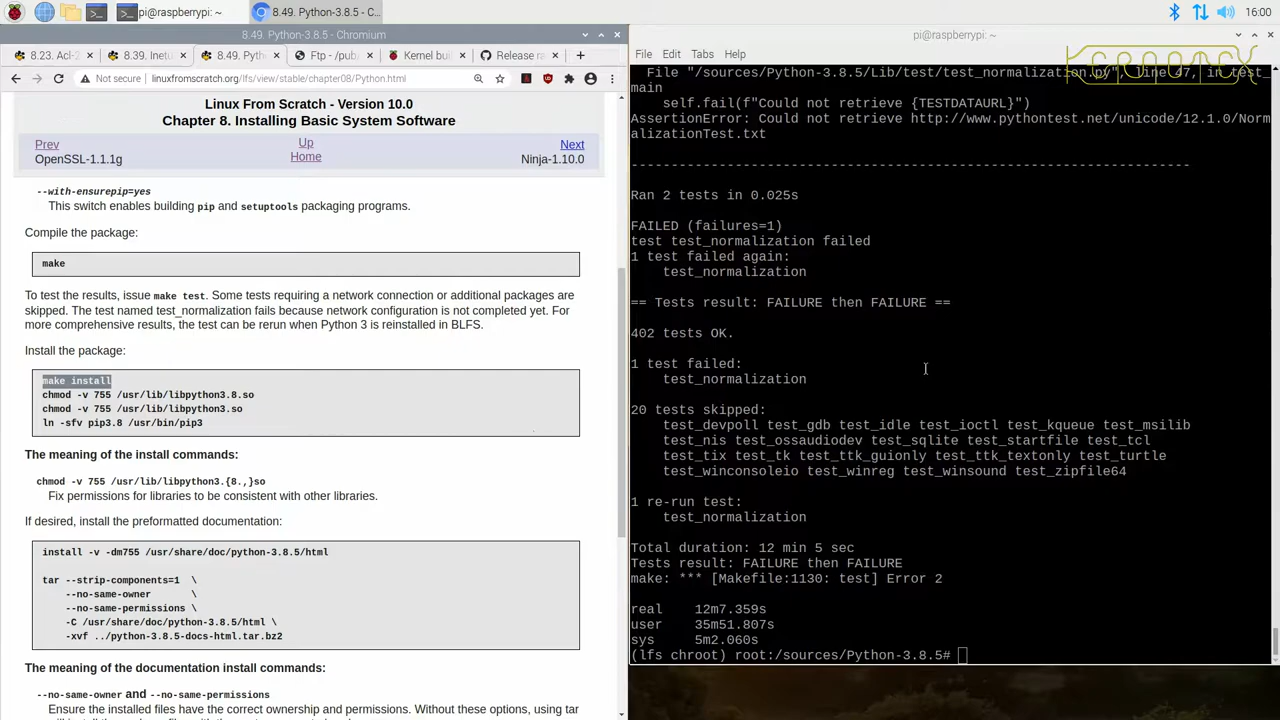 pi@raspberrypi: ~
8.49. Python-3.8.5 - C...
16:00
8.49. Python-3.8.5 - Chromium
8.23. Acl-2
8.39. Inetu
8.49. Pytho
Ftp - /pub/
Kernel buil
Release ra
Not secure | linuxfromscratch.org/lfs/view/stable/chapter08/Python.html
Linux From Scratch - Version 10.0
Chapter 8. Installing Basic System Software
Prev
Up
Next
OpenSSL-1.1.1g
Home
Ninja-1.10.0
--with-ensurepip=yes
This switch enables building pip and setuptools packaging programs.
Compile the package:
make
To test the results, issue make test. Some tests requiring a network connection or additional packages are
skipped. The test named test_normalization fails because network configuration is not completed yet. For
more comprehensive results, the test can be rerun when Python 3 is reinstalled in BLFS.
Install the package:
make install
chmod -v 755 /usr/lib/libpython3.8.so
chmod -v 755 /usr/lib/libpython3.so
ln -sfv pip3.8 /usr/bin/pip3
The meaning of the install commands:
chmod -v 755 /usr/lib/libpython3.{8.,}so
Fix permissions for libraries to be consistent with other libraries.
If desired, install the preformatted documentation:
install -v -dm755 /usr/share/doc/python-3.8.5/html
tar --strip-components=1 \
--no-same-owner \
--no-same-permissions \
-C /usr/share/doc/python-3.8.5/html \
-xvf ../python-3.8.5-docs-html.tar.bz2
The meaning of the documentation install commands:
--no-same-owner and --no-same-permissions
Ensure the installed files have the correct ownership and permissions. Without these options, using tar
pi@raspberrypi: ~
File Edit Tabs Help
KERNOTEX
File "/sources/Python-3.8.5/Lib/test/test_normalization.py", line 47, in test_
main
self.fail(f"Could not retrieve {TESTDATAURL}")
AssertionError: Could not retrieve http://www.pythontest.net/unicode/12.1.0/Nor
malizationTest.txt
----------------------------------------------------------------------
Ran 2 tests in 0.025s
FAILED (failures=1)
test test_normalization failed
1 test failed again:
test_normalization
== Tests result: FAILURE then FAILURE ==
402 tests OK.
1 test failed:
test_normalization
20 tests skipped:
test_devpoll test_gdb test_idle test_ioctl test_kqueue test_msilib
test_nis test_ossaudiodev test_sqlite test_startfile test_tcl
test_tix test_tk test_ttk_guionly test_ttk_textonly test_turtle
test_winconsoleio test_winreg test_winsound test_zipfile64
1 re-run test:
test_normalization
Total duration: 12 min 5 sec
Tests result: FAILURE then FAILURE
make: *** [Makefile:1130: test] Error 2
real 12m7.359s
user 35m51.807s
sys 5m2.060s
(lfs chroot) root:/sources/Python-3.8.5#